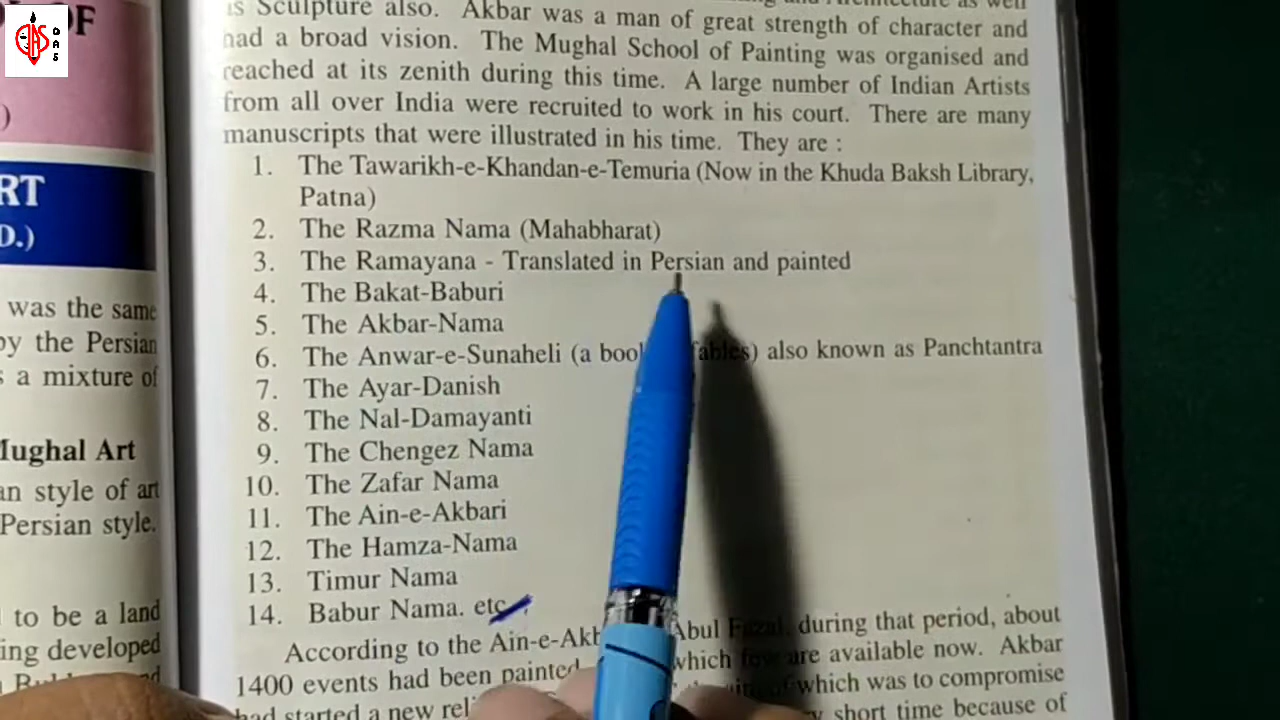 IAS
DAS
OF
)
RT
D.)
was the same
by the Persian
s a mixture of
Mughal Art
an style of art
Persian style.
to be a land
ing developed
is Sculpture also. Akbar was a man of great strength of character and
had a broad vision. The Mughal School of Painting was organised and
reached at its zenith during this time. A large number of Indian Artists
from all over India were recruited to work in his court. There are many
manuscripts that were illustrated in his time. They are :
1. The Tawarikh-e-Khandan-e-Temuria (Now in the Khuda Baksh Library,
Patna)
2. The Razma Nama (Mahabharat)
3. The Ramayana - Translated in Persian and painted
4. The Bakat-Baburi
5. The Akbar-Nama
6. The Anwar-e-Sunaheli (a book fables) also known as Panchtantra
7. The Ayar-Danish
8. The Nal-Damayanti
9. The Chengez Nama
10. The Zafar Nama
11. The Ain-e-Akbari
12. The Hamza-Nama
13. Timur Nama
14. Babur Nama. etc.
According to the Ain-e-Akb Abul Fazal, during that period, about
1400 events had been painted which few are available now. Akbar
had started a new which was to compromise
short time because of